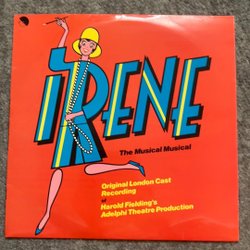 IRENE
The Musical Musical
Original London Cast
Recording
of
Harold Fielding's
Adelphi Theatre Production